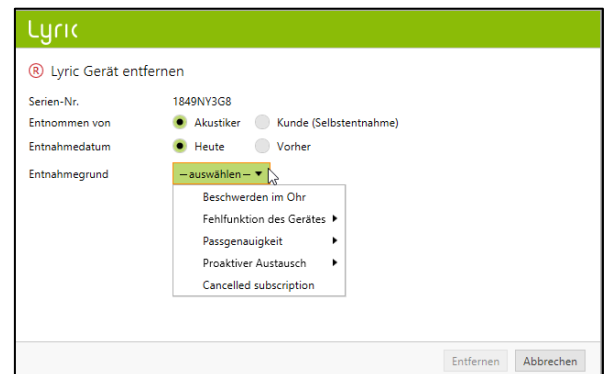 Lyric
® Lyric Gerät entfernen
Serien-Nr. 1849NY3G8
Entnommen von Akustiker Kunde (Selbstentnahme)
Entnahmedatum Heute Vorher
Entnahmegrund —auswählen—
Beschwerden im Ohr
Fehlfunktion des Gerätes
Passgenauigkeit
Proaktiver Austausch
Cancelled subscription
Entfernen Abbrechen